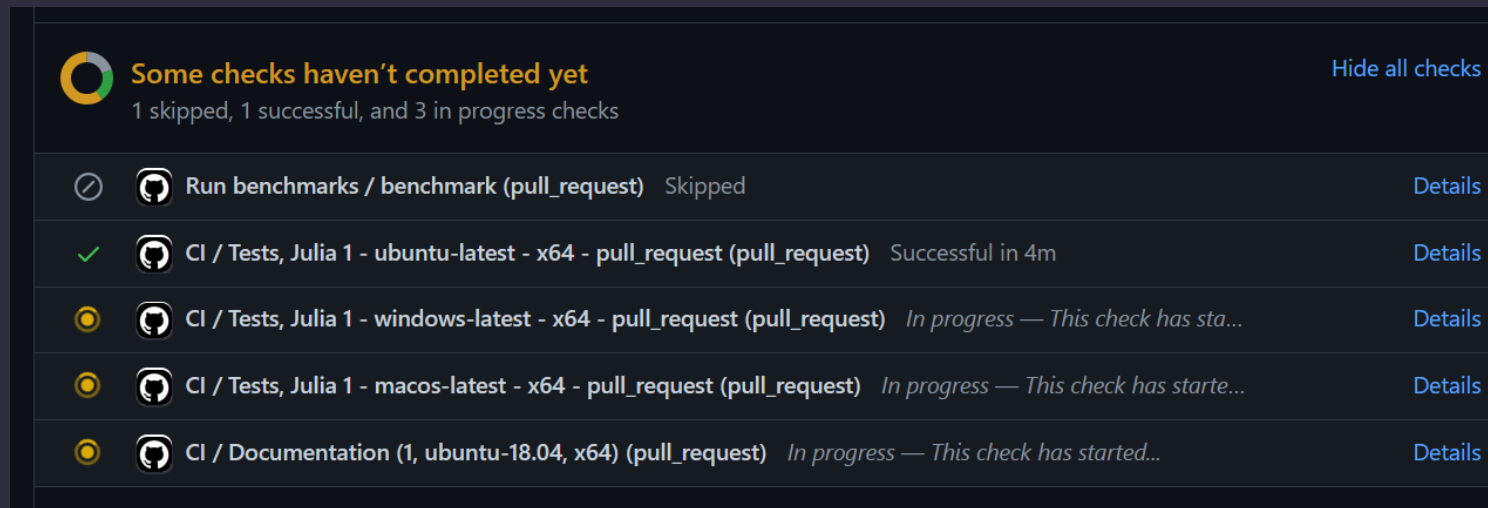 Some checks haven’t completed yet
Hide all checks
1 skipped, 1 successful, and 3 in progress checks
Run benchmarks / benchmark (pull_request) Skipped Details
CI / Tests, Julia 1 - ubuntu-latest - x64 - pull_request (pull_request) Successful in 4m Details
CI / Tests, Julia 1 - windows-latest - x64 - pull_request (pull_request) In progress — This check has sta... Details
CI / Tests, Julia 1 - macos-latest - x64 - pull_request (pull_request) In progress — This check has starte... Details
CI / Documentation (1, ubuntu-18.04, x64) (pull_request) In progress — This check has started... Details